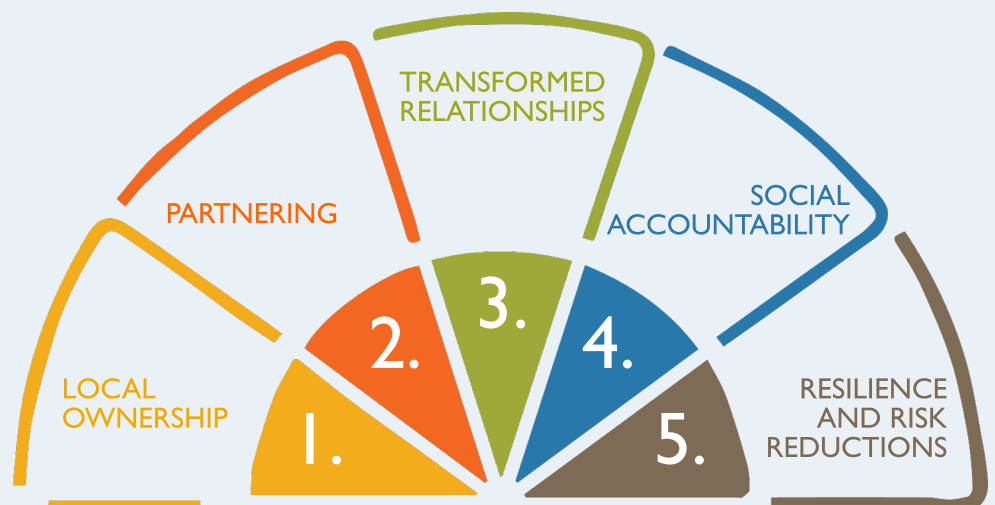 1.
LOCAL
OWNERSHIP
2.
PARTNERING
3.
TRANSFORMED
RELATIONSHIPS
4.
SOCIAL
ACCOUNTABILITY
5.
RESILIENCE
AND RISK
REDUCTIONS